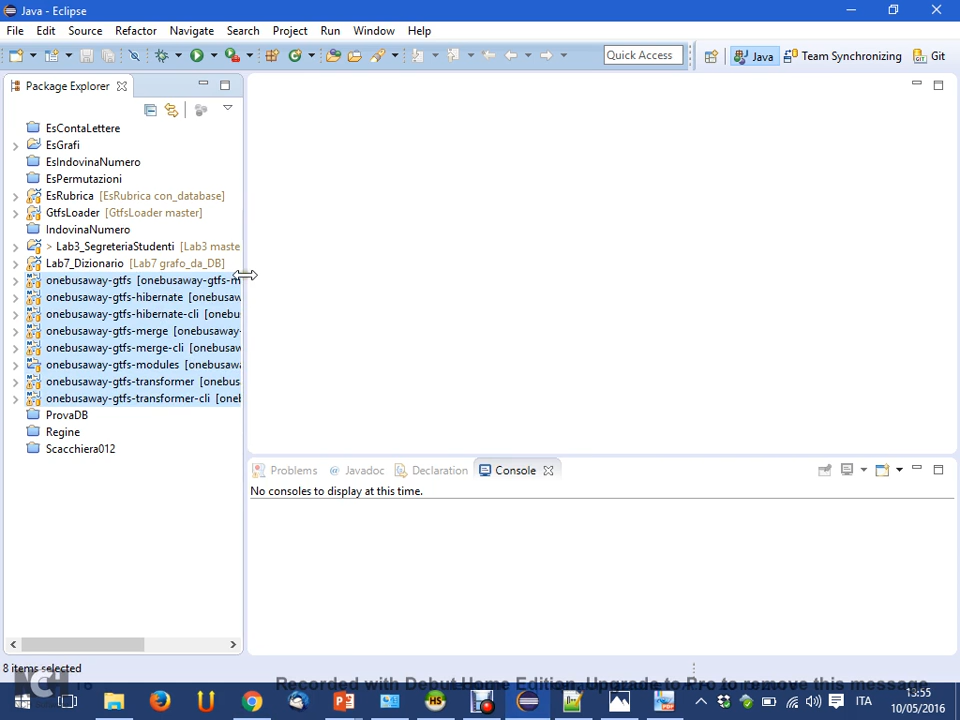 Java - Eclipse
File Edit Source Refactor Navigate Search Project Run Window Help
Quick Access Java Team Synchronizing Git
Package Explorer
EsContaLettere
EsGrafi
EsIndovinaNumero
EsPermutazioni
EsRubrica [EsRubrica con_database]
GtfsLoader [GtfsLoader master]
IndovinaNumero
> Lab3_SegreteriaStudenti [Lab3 maste
Lab7_Dizionario [Lab7 grafo_da_DB]
onebusaway-gtfs [onebusaway-gtfs-m
onebusaway-gtfs-hibernate [onebusaw
onebusaway-gtfs-hibernate-cli [onebu
onebusaway-gtfs-merge [onebusaway-
onebusaway-gtfs-merge-cli [onebusaw
onebusaway-gtfs-modules [onebusaw
onebusaway-gtfs-transformer [onebus
onebusaway-gtfs-transformer-cli [oneb
ProvaDB
Regine
Scacchiera012
Problems @ Javadoc Declaration Console
No consoles to display at this time.
8 items selected
NCH
Recorded with Debut Home Edition. Upgrade to Pro to remove this message
HS
ITA
13:55
10/05/2016